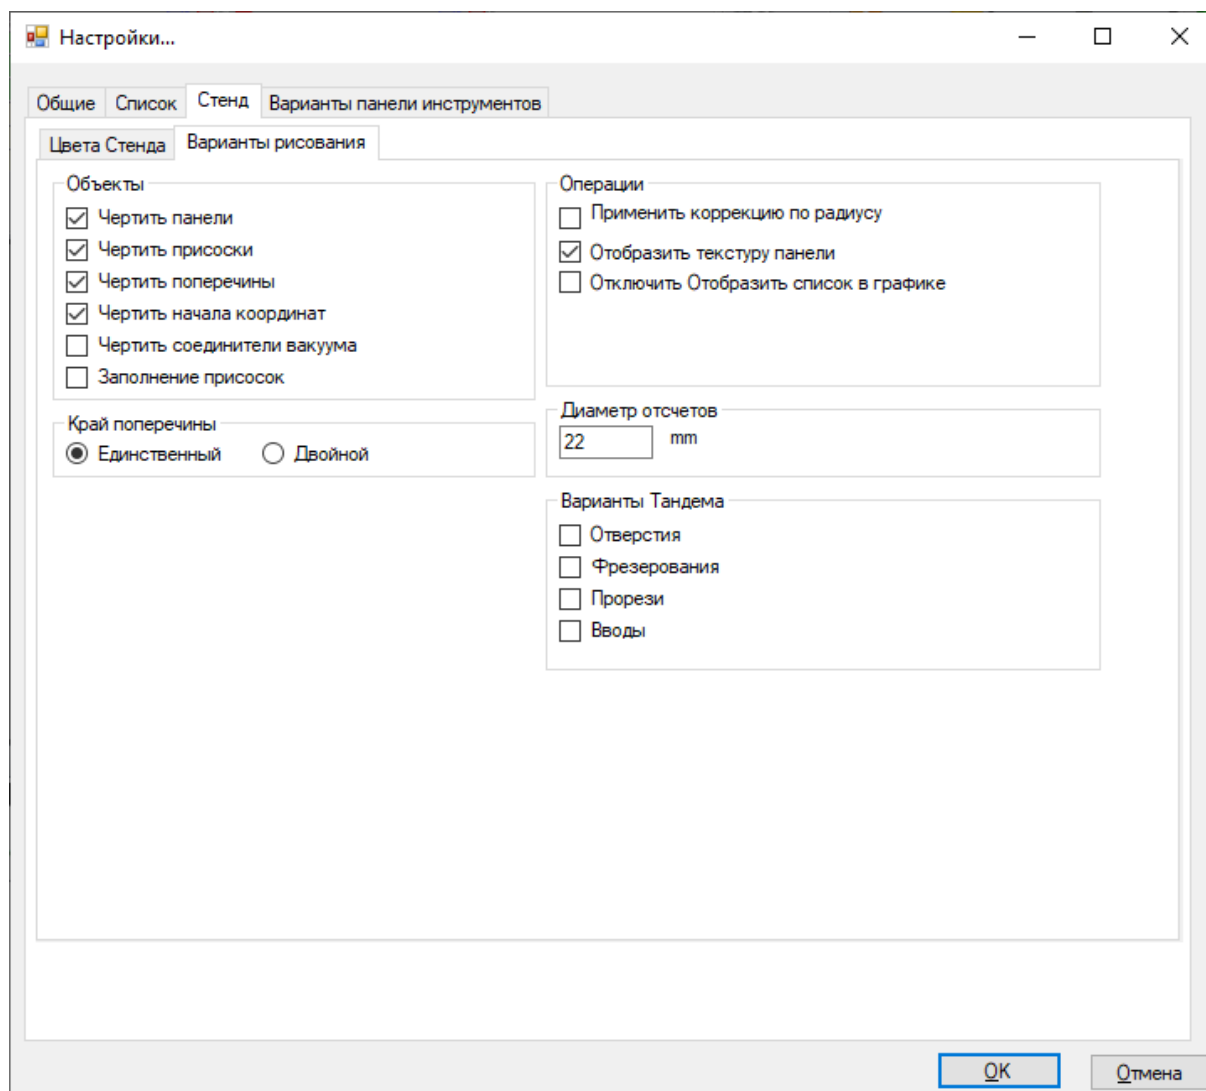 Настройки...
Общие Список Стенд Варианты панели инструментов
Цвета Стенда Варианты рисования
Объекты
Чертить панели
Чертить присоски
Чертить поперечины
Чертить начала координат
Чертить соединители вакуума
Заполнение присосок
Край поперечины
Единственный Двойной
Операции
Применить коррекцию по радиусу
Отобразить текстуру панели
Отключить Отобразить список в графике
Диаметр отсчетов
22 mm
Варианты Тандема
Отверстия
Фрезерования
Прорези
Вводы
OK Отмена